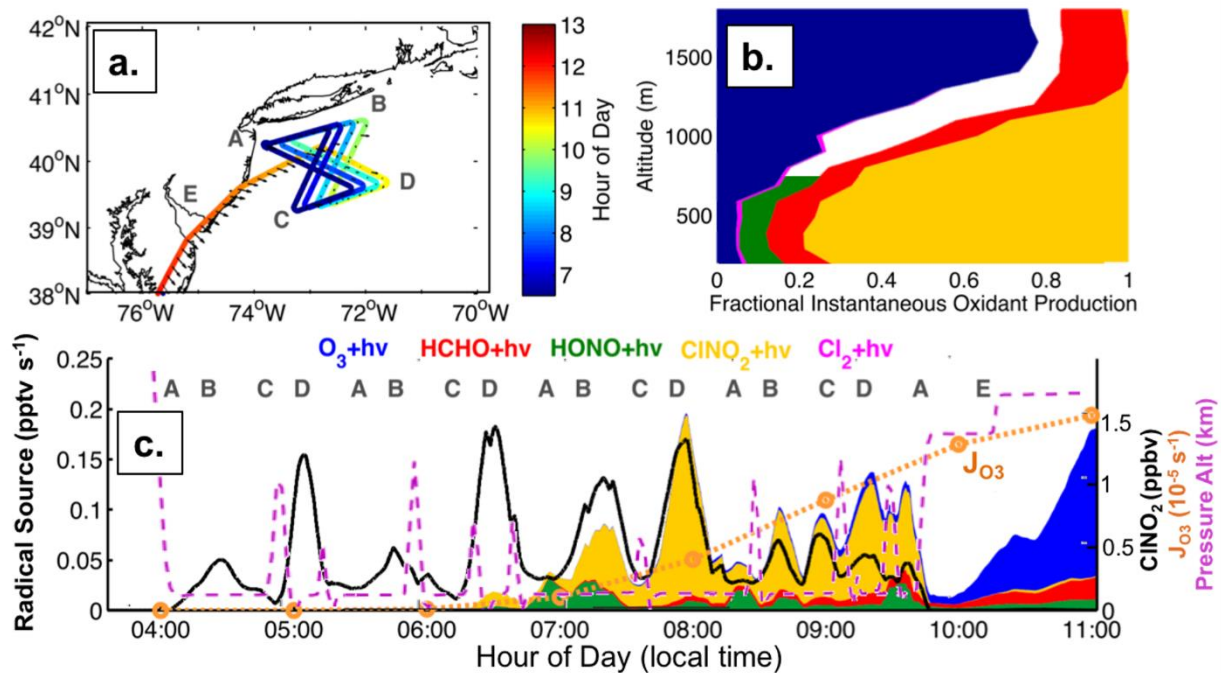 a.
42°N
41°N
40°N
39°N
38°N
76°W
74°W
72°W
70°W
A
B
C
D
E
13
12
11
10
9
8
7
Hour of Day
b.
1500
1000
500
Altitude (m)
0
0.2
0.4
0.6
0.8
1
Fractional Instantaneous Oxidant Production
O3+hv HCHO+hv HONO+hv ClNO2+hv Cl2+hv
c.
0.25
0.2
0.15
0.1
0.05
0
Radical Source (pptv s-1)
A B C D A B C D A B C D A B C D A E
JO3
1.5
1
0.5
0
ClNO2 (ppbv)
JO3 (10-5 s-1)
Pressure Alt (km)
04:00 05:00 06:00 07:00 08:00 09:00 10:00 11:00
Hour of Day (local time)